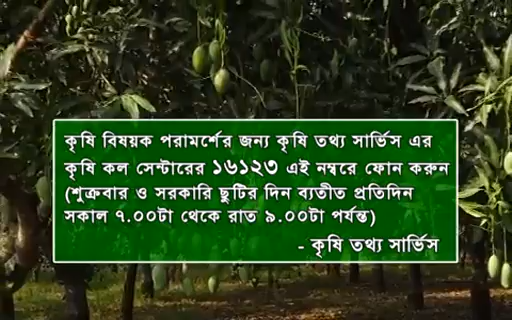 কৃষি বিষয়ক পরামর্শের জন্য কৃষি তথ্য সার্ভিস এর
কৃষি কল সেন্টারের ১৬১২৩ এই নম্বরে ফোন করুন
(শুক্রবার ও সরকারি ছুটির দিন ব্যতীত প্রতিদিন
সকাল ৭.০০টা থেকে রাত ৯.০০টা পর্যন্ত)
- কৃষি তথ্য সার্ভিস